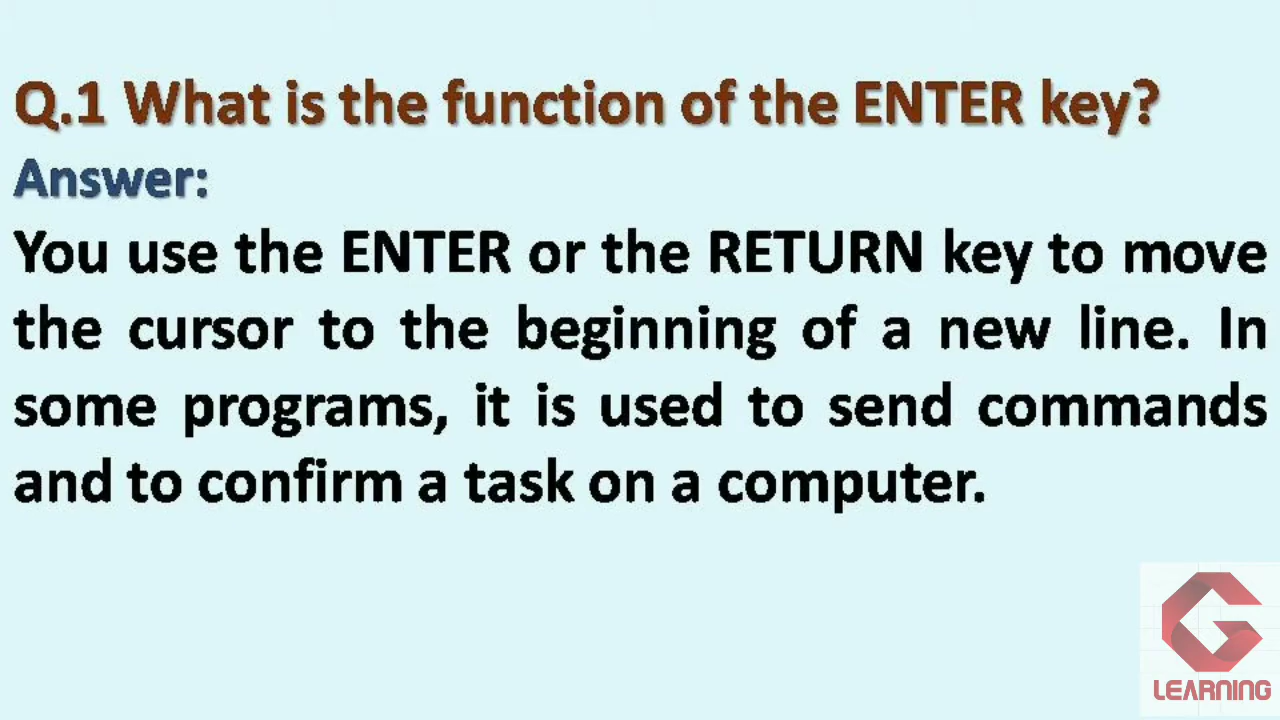 Q.1 What is the function of the ENTER key?
Answer:
You use the ENTER or the RETURN key to move
the cursor to the beginning of a new line. In
some programs, it is used to send commands
and to confirm a task on a computer.
G
LEARNING